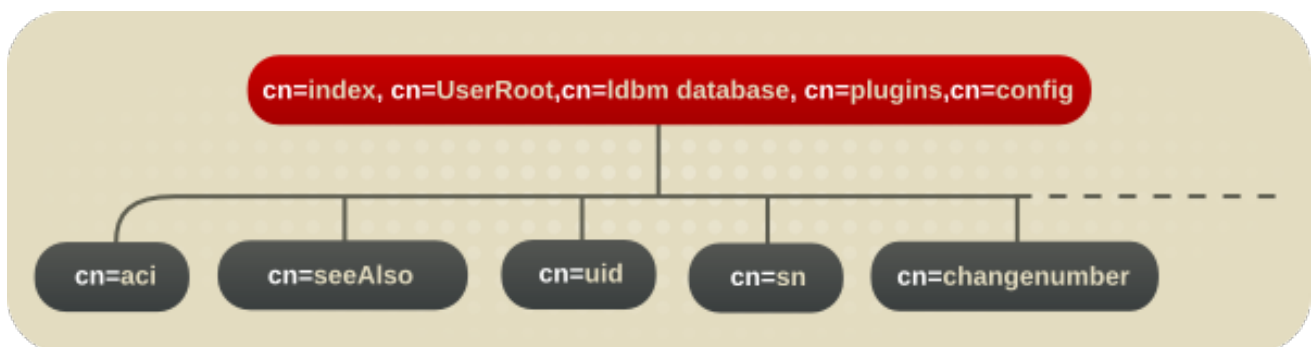 cn=index, cn=UserRoot,cn=ldbm database, cn=plugins,cn=config
cn=aci
cn=seeAlso
cn=uid
cn=sn
cn=changenumber